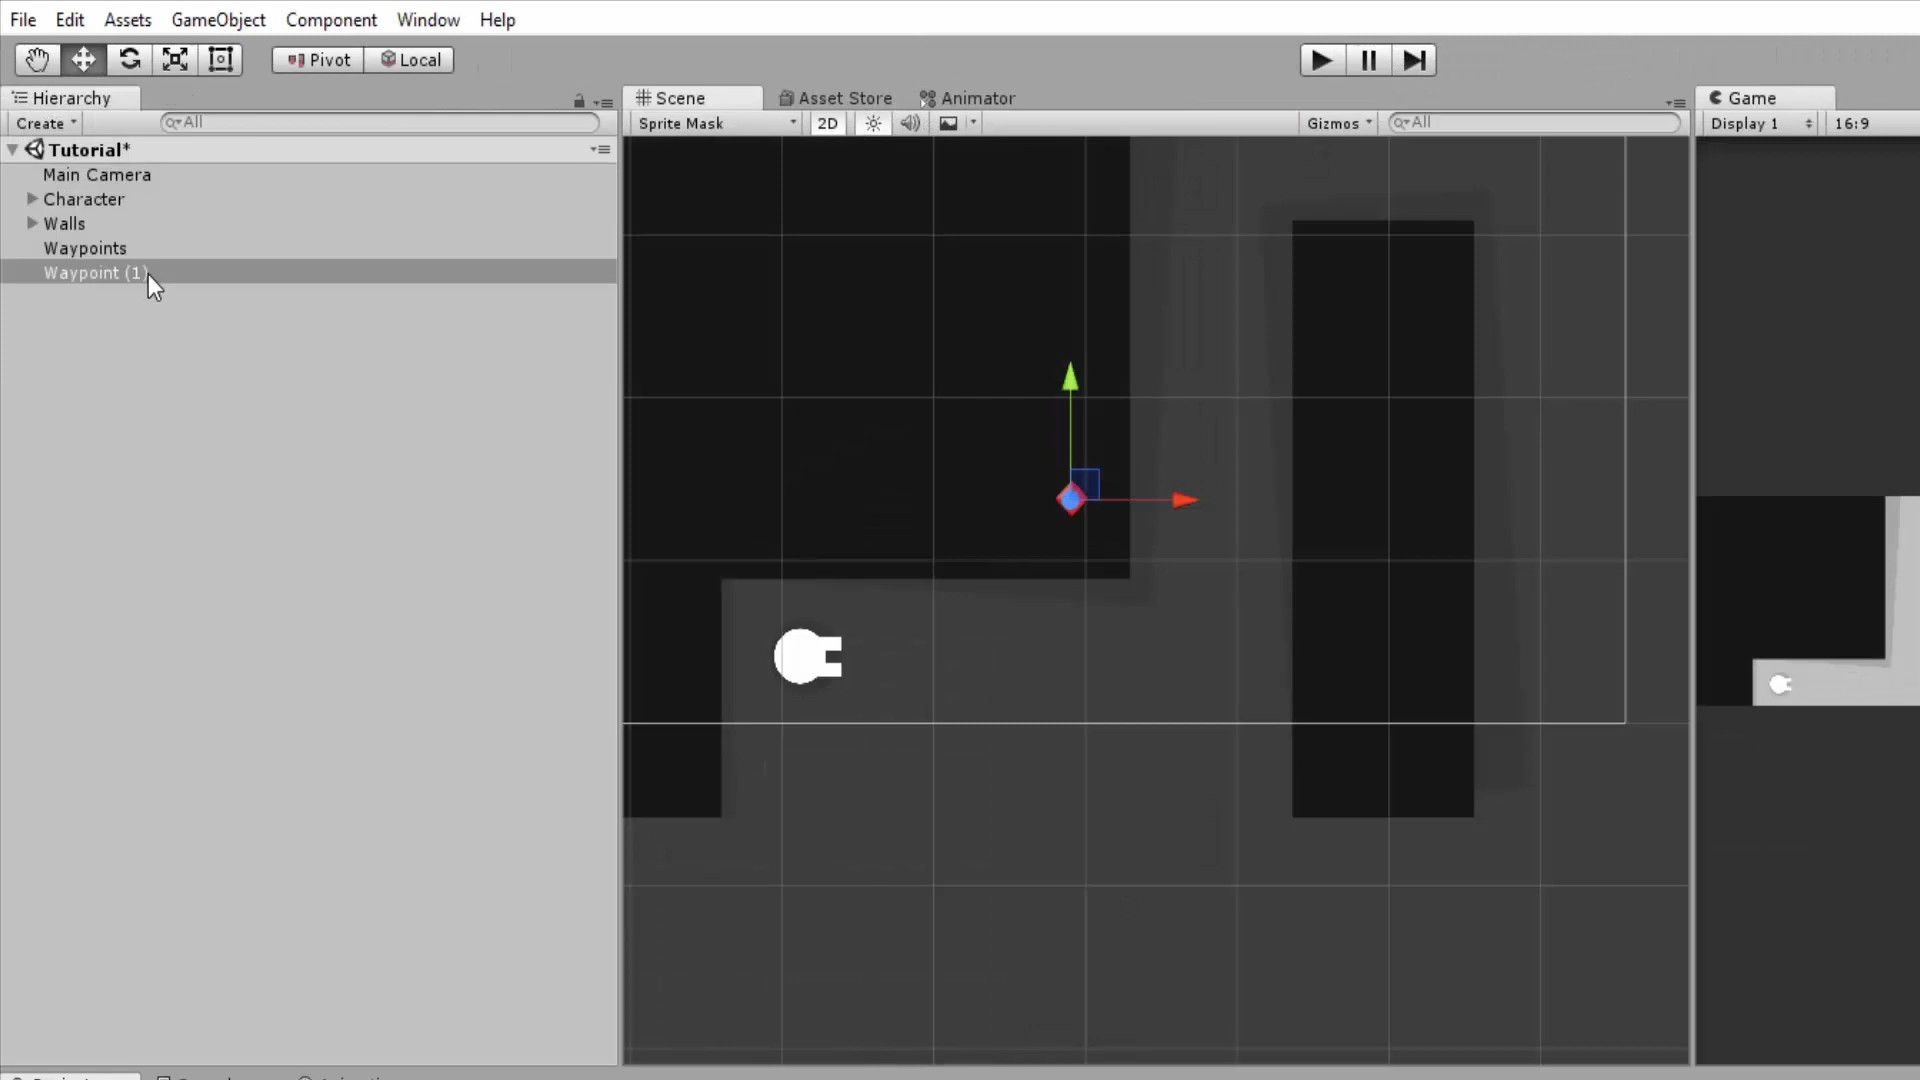 File Edit Assets GameObject Component Window Help
Pivot Local
Hierarchy Scene Asset Store Animator Game
Create All Sprite Mask 2D Gizmos All Display 1 16:9
Tutorial*
Main Camera
Character
Walls
Waypoints
Waypoint (1)